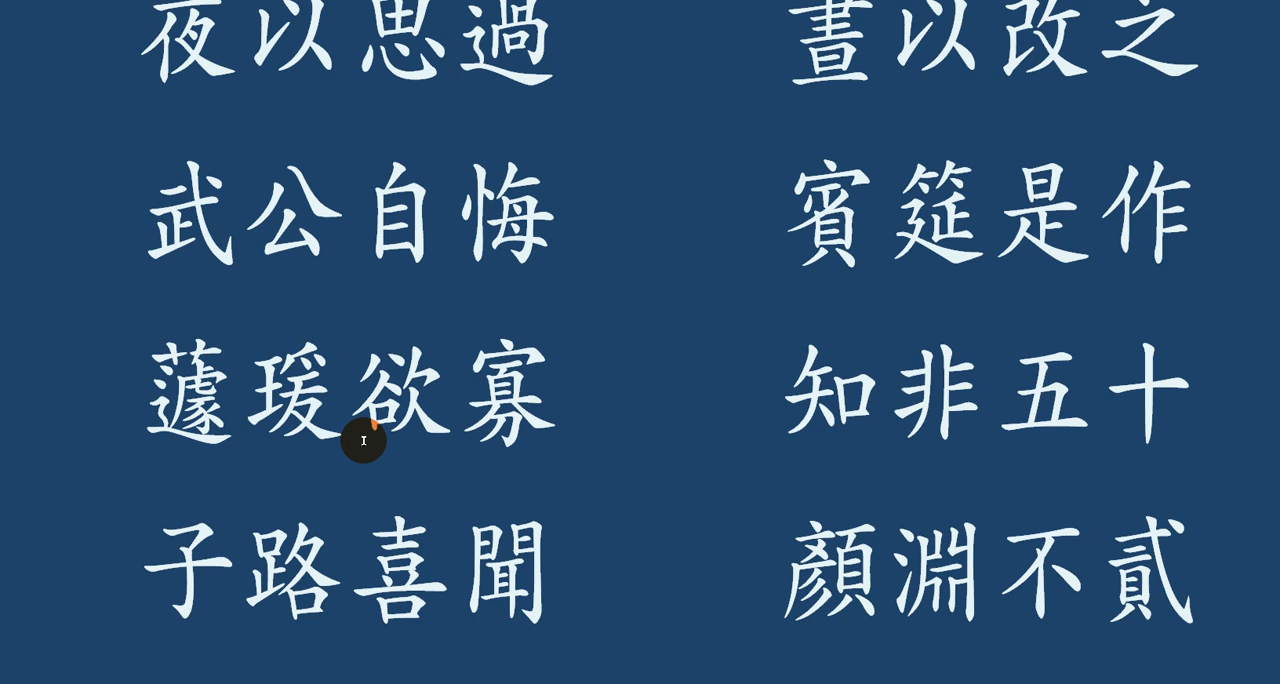 夜以思過 晝以改之
武公自悔 賓筵是作
蘧瑗欲寡 知非五十
子路喜聞 顏淵不貳